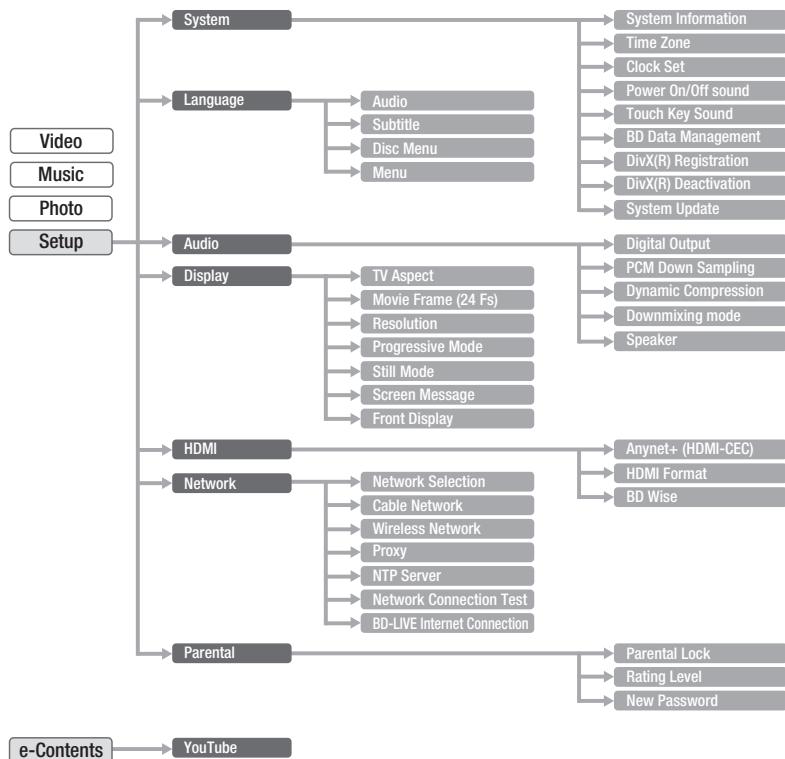 Video
Music
Photo
Setup
System
System Information
Time Zone
Clock Set
Power On/Off sound
Touch Key Sound
BD Data Management
DivX(R) Registration
DivX(R) Deactivation
System Update
Language
Audio
Subtitle
Disc Menu
Menu
Audio
Digital Output
PCM Down Sampling
Dynamic Compression
Downmixing mode
Speaker
Display
TV Aspect
Movie Frame (24 Fs)
Resolution
Progressive Mode
Still Mode
Screen Message
Front Display
HDMI
Anynet+ (HDMI-CEC)
HDMI Format
BD Wise
Network
Network Selection
Cable Network
Wireless Network
Proxy
NTP Server
Network Connection Test
BD-LIVE Internet Connection
Parental
Parental Lock
Rating Level
New Password
e-Contents
YouTube